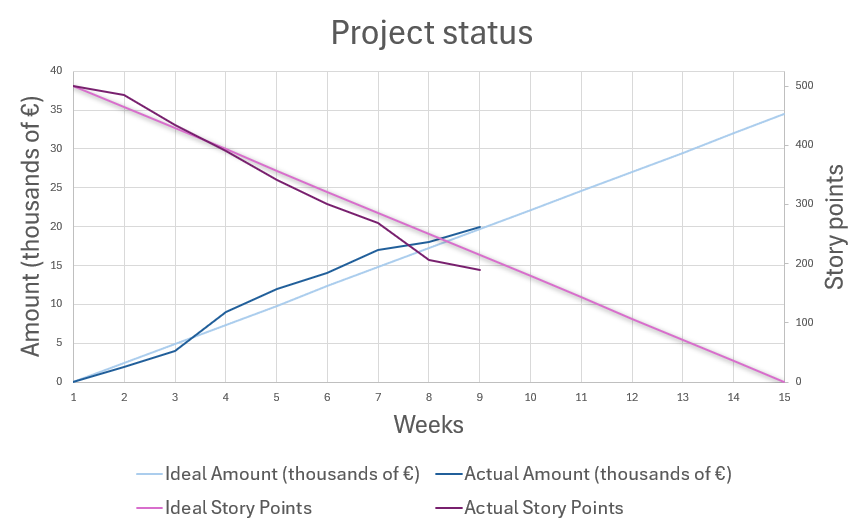 Project status
40
35
30
25
20
15
10
5
0
Amount (thousands of €)
500
400
300
200
100
0
Story points
1 2 3 4 5 6 7 8 9 10 11 12 13 14 15
Weeks
Ideal Amount (thousands of €) Actual Amount (thousands of €)
Ideal Story Points Actual Story Points